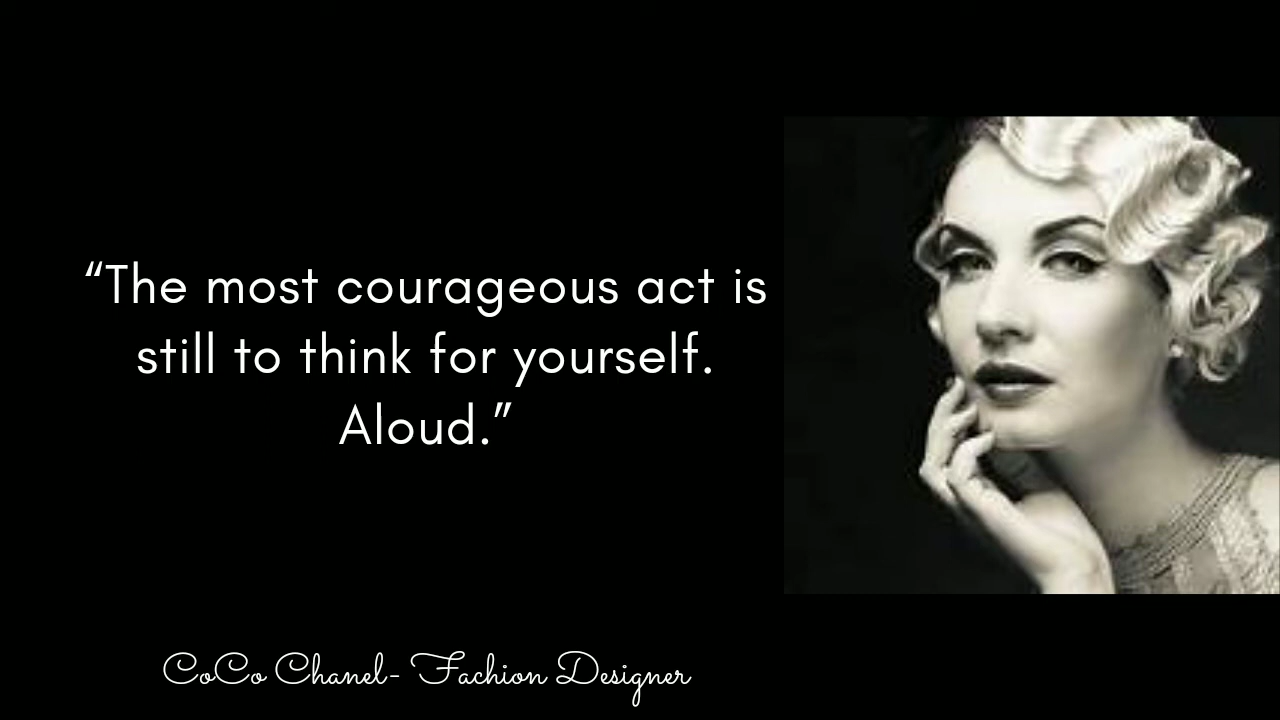 “The most courageous act is
still to think for yourself.
Aloud.”
CoCo Chanel- Fachion Designer